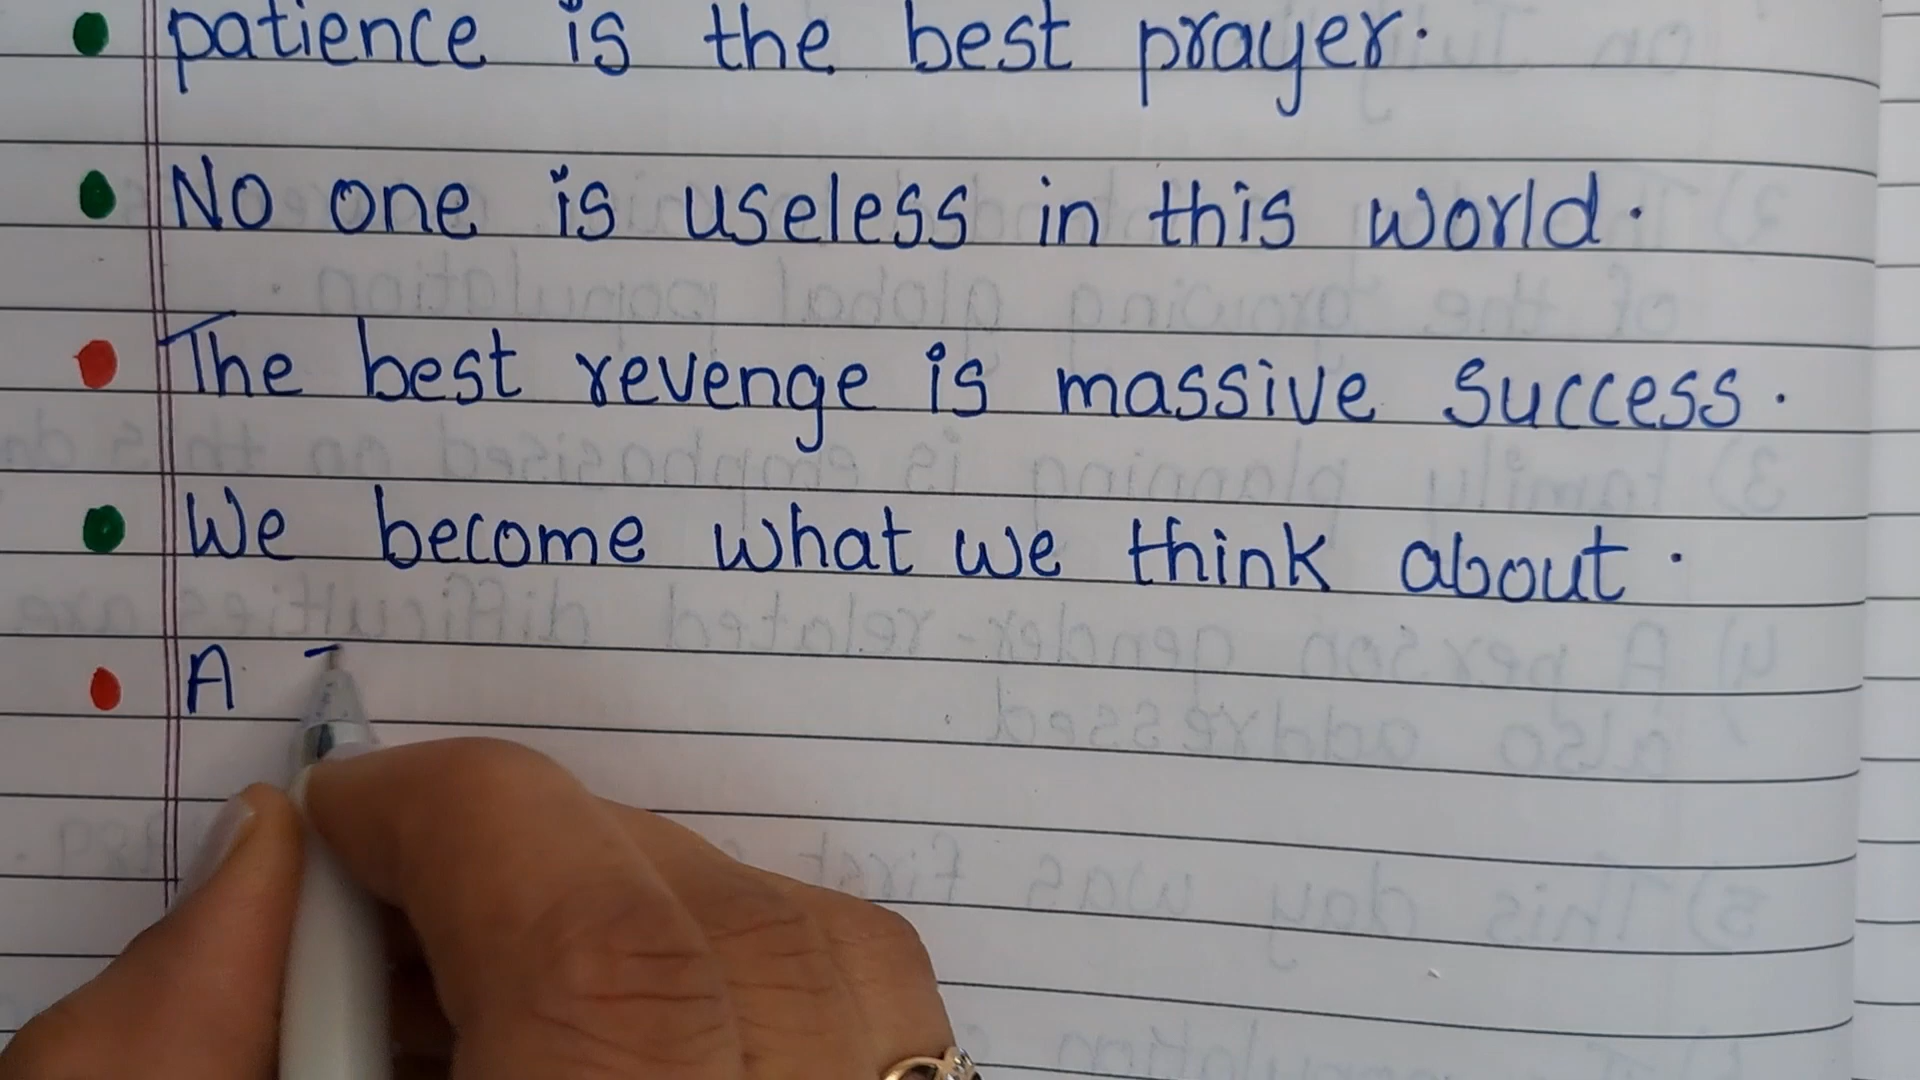 patience is the best prayer.
No one is useless in this world.
The best revenge is massive success.
We become what we think about.
A